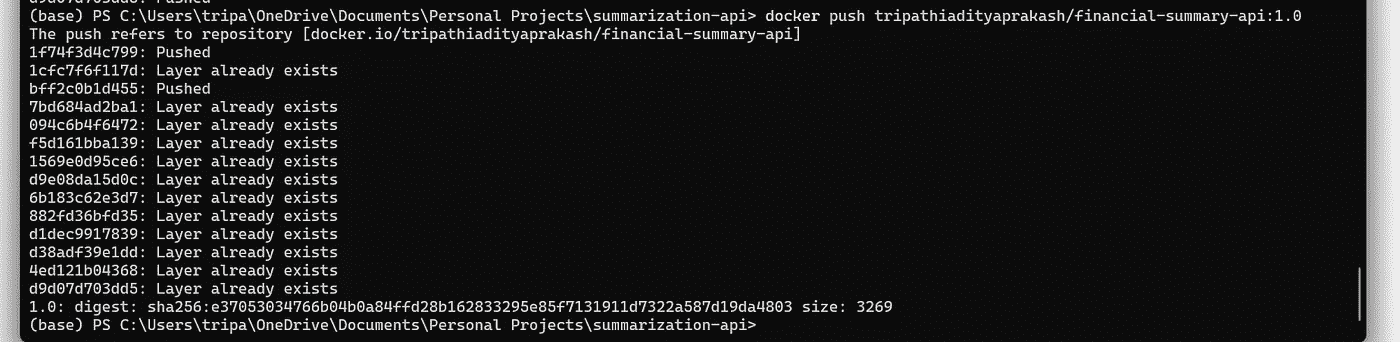 (base) PS C:\Users\tripa\OneDrive\Documents\Personal Projects\summarization-api> docker push tripathiadityaprakash/financial-summary-api:1.0
The push refers to repository [docker.io/tripathiadityaprakash/financial-summary-api]
1f74f3d4c799: Pushed
1cfc7f6f117d: Layer already exists
bff2c0b1d455: Pushed
7bd684ad2ba1: Layer already exists
094c6b4f6472: Layer already exists
f5d161bba139: Layer already exists
1569e0d95ce6: Layer already exists
d9e08da15d0c: Layer already exists
6b183c62e3d7: Layer already exists
882fd36bfd35: Layer already exists
d1dec9917839: Layer already exists
d38adf39e1dd: Layer already exists
4ed121b04368: Layer already exists
d9d07d703dd5: Layer already exists
1.0: digest: sha256:e37053034766b04b0a84ffd28b162833295e85f7131911d7322a587d19da4803 size: 3269
(base) PS C:\Users\tripa\OneDrive\Documents\Personal Projects\summarization-api>